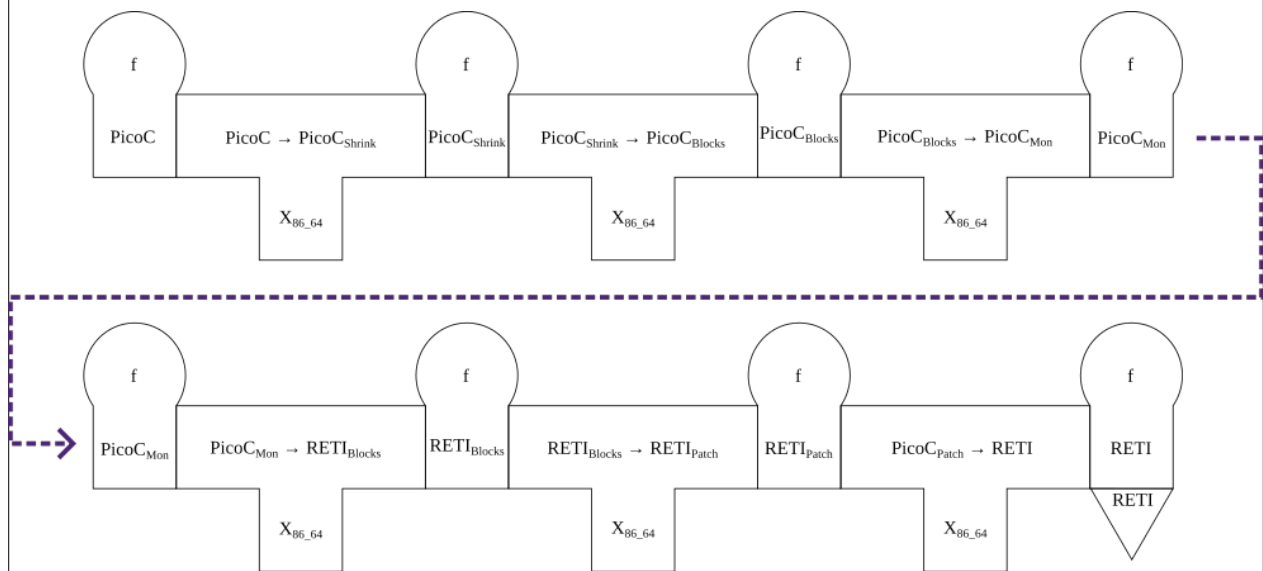 f f f f
PicoC PicoC → PicoC_Shrink PicoC_Shrink PicoC_Shrink → PicoC_Blocks PicoC_Blocks PicoC_Blocks → PicoC_Mon PicoC_Mon
X_86_64 X_86_64 X_86_64
f f f f
PicoC_Mon PicoC_Mon → RETI_Blocks RETI_Blocks RETI_Blocks → RETI_Patch RETI_Patch PicoC_Patch → RETI RETI
X_86_64 X_86_64 X_86_64 RETI